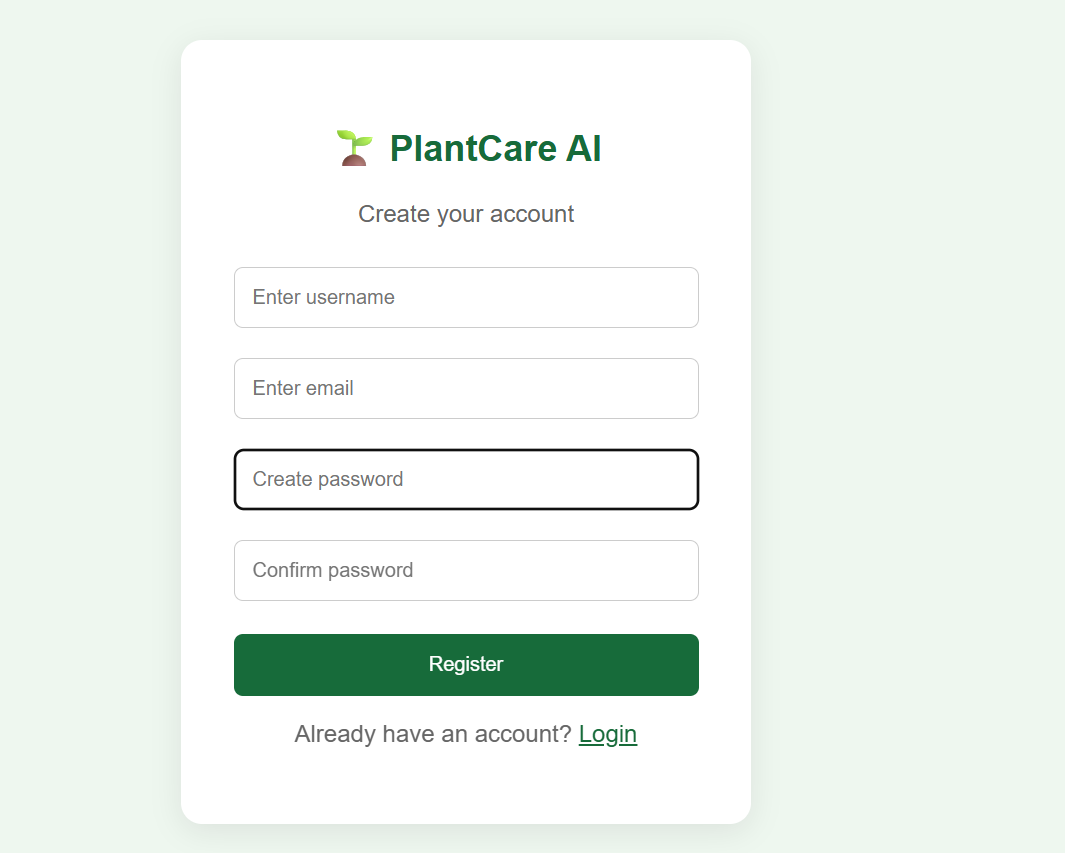 PlantCare AI
Create your account
Enter username
Enter email
Create password
Confirm password
Register
Already have an account? Login